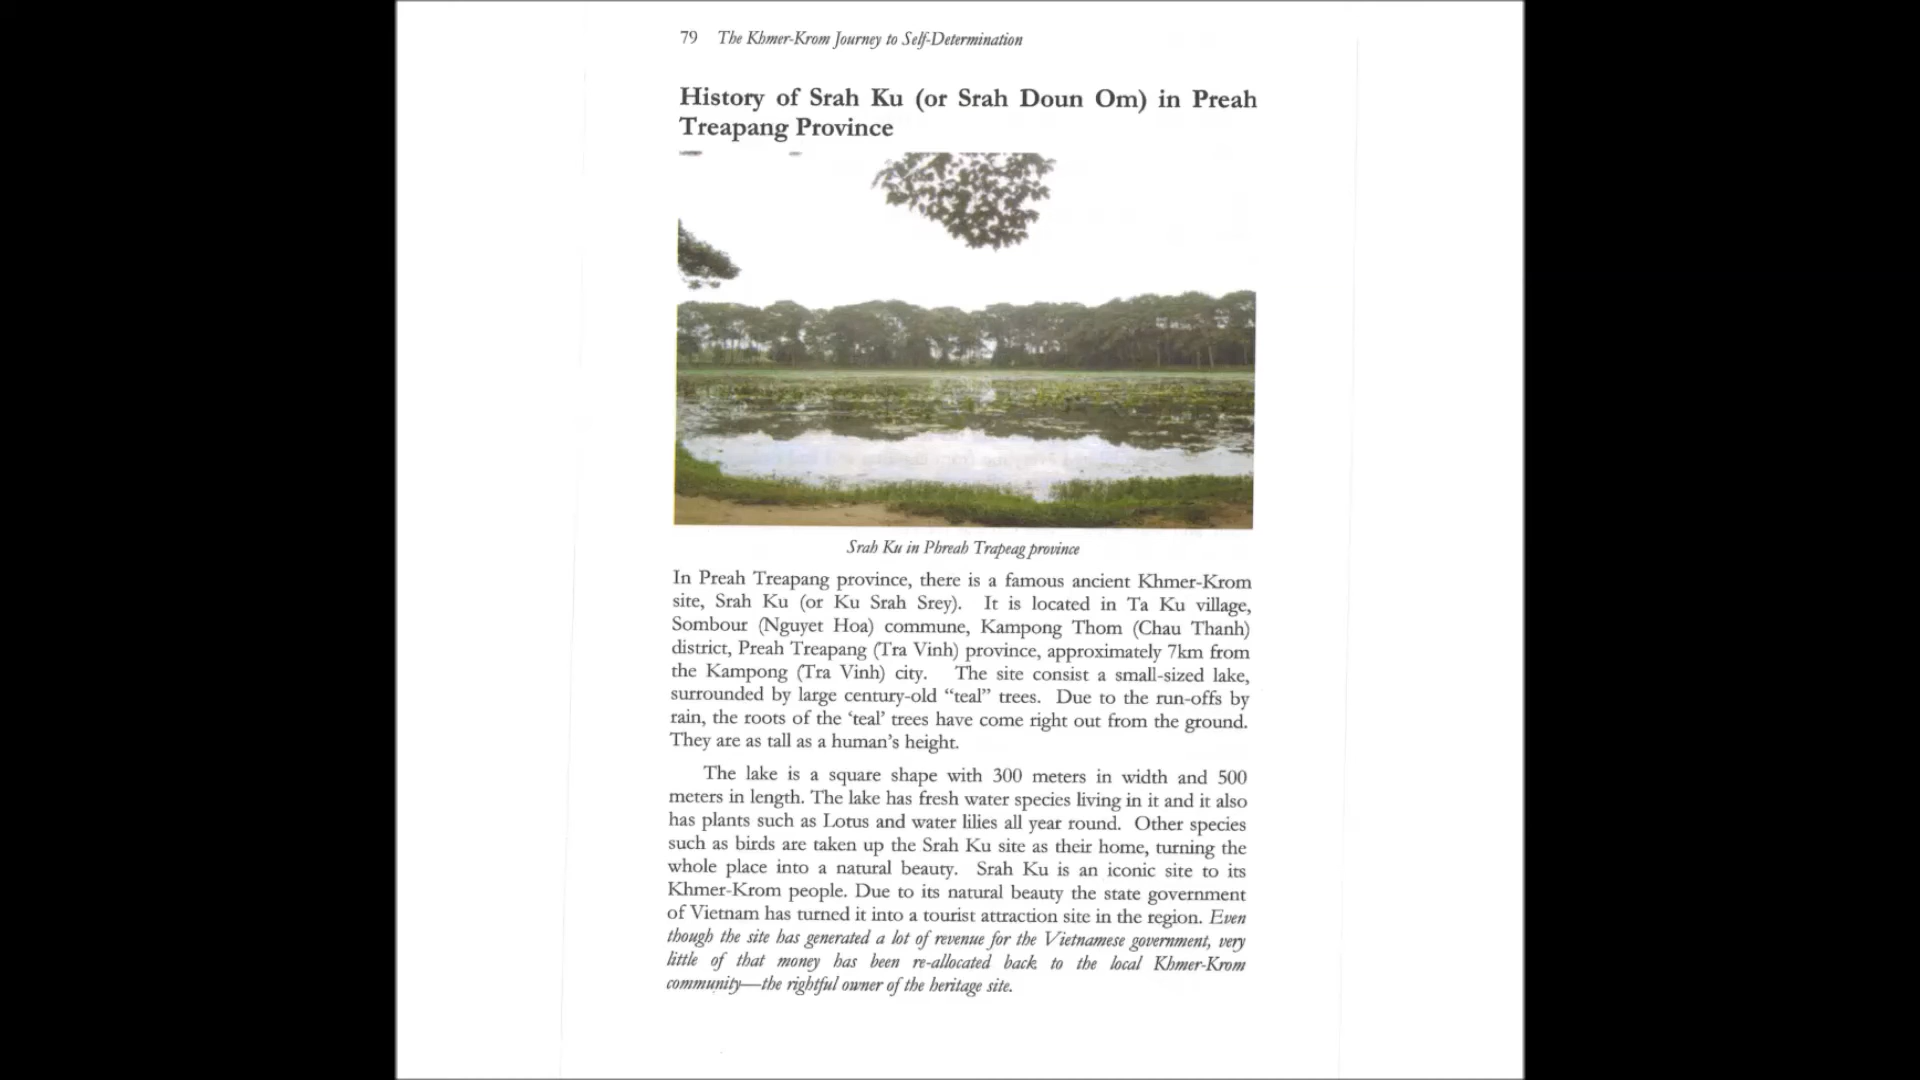 79 The Khmer-Krom Journey to Self-Determination
History of Srah Ku (or Srah Doun Om) in Preah
Treapang Province
Srah Ku in Phreah Trapeag province
In Preah Treapang province, there is a famous ancient Khmer-Krom
site, Srah Ku (or Ku Srah Srey). It is located in Ta Ku village,
Sombour (Nguyet Hoa) commune, Kampong Thom (Chau Thanh)
district, Preah Treapang (Tra Vinh) province, approximately 7km from
the Kampong (Tra Vinh) city. The site consist a small-sized lake,
surrounded by large century-old “teal” trees. Due to the run-offs by
rain, the roots of the ‘teal’ trees have come right out from the ground.
They are as tall as a human’s height.
The lake is a square shape with 300 meters in width and 500
meters in length. The lake has fresh water species living in it and it also
has plants such as Lotus and water lilies all year round. Other species
such as birds are taken up the Srah Ku site as their home, turning the
whole place into a natural beauty. Srah Ku is an iconic site to its
Khmer-Krom people. Due to its natural beauty the state government
of Vietnam has turned it into a tourist attraction site in the region. Even
though the site has generated a lot of revenue for the Vietnamese government, very
little of that money has been re-allocated back to the local Khmer-Krom
community—the rightful owner of the heritage site.